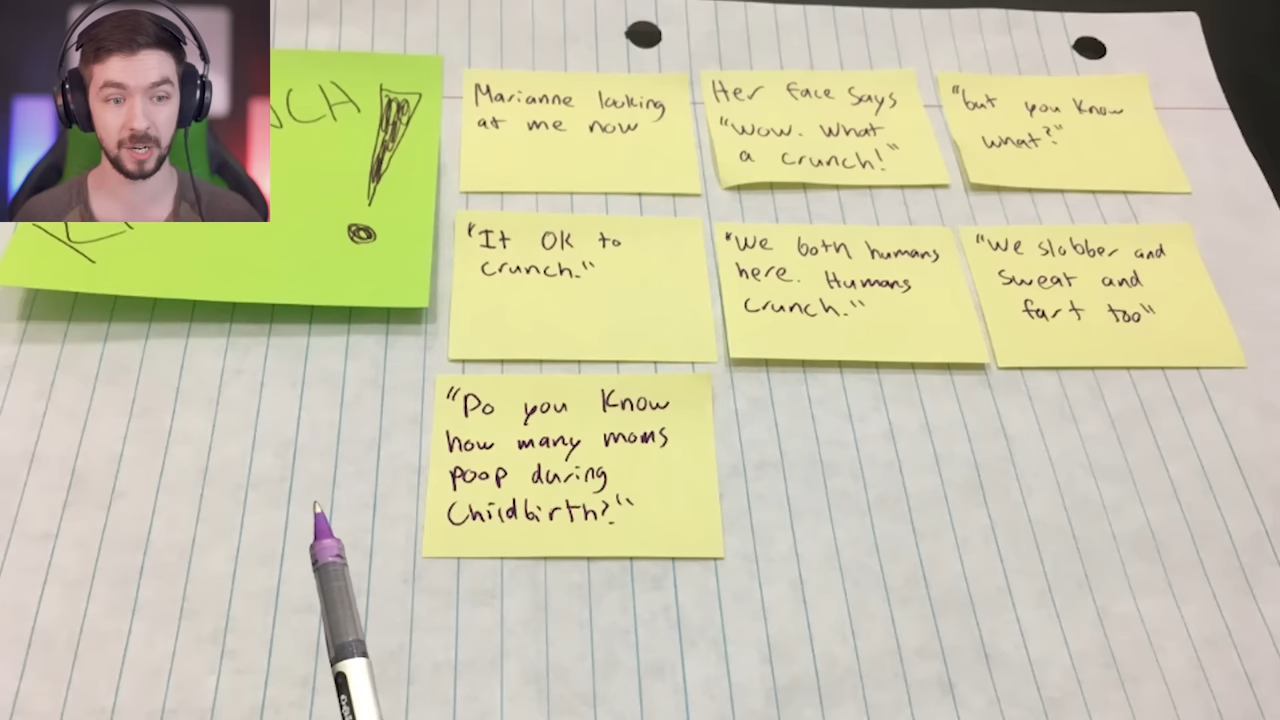 NCH!
Marianne looking
at me now
Her face says
"Wow. What
a crunch!"
"but you know
what?"
"It OK to
crunch."
"We both humans
here. Humans
crunch."
"We slobber and
sweat and
fart too"
"Do you know
how many moms
poop during
Childbirth?"